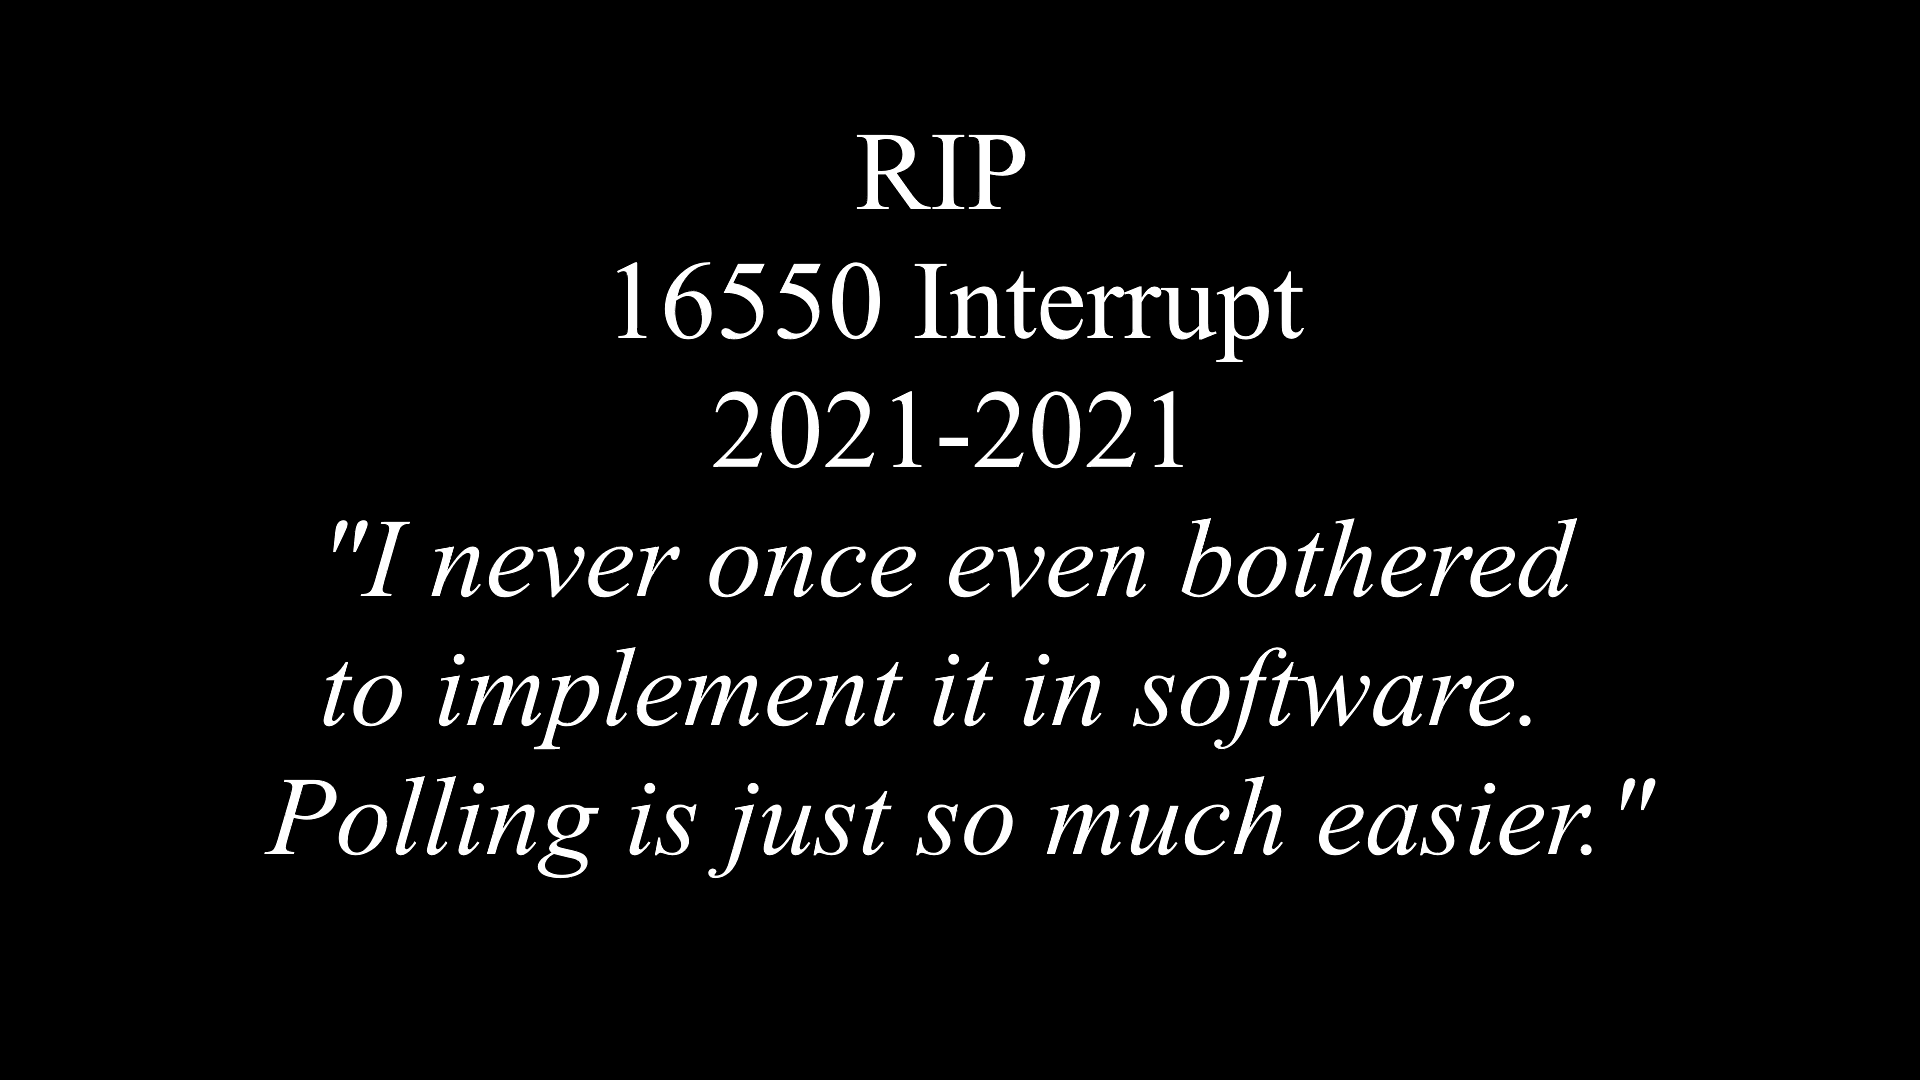 RIP
16550 Interrupt
2021-2021
"I never once even bothered
to implement it in software.
Polling is just so much easier."